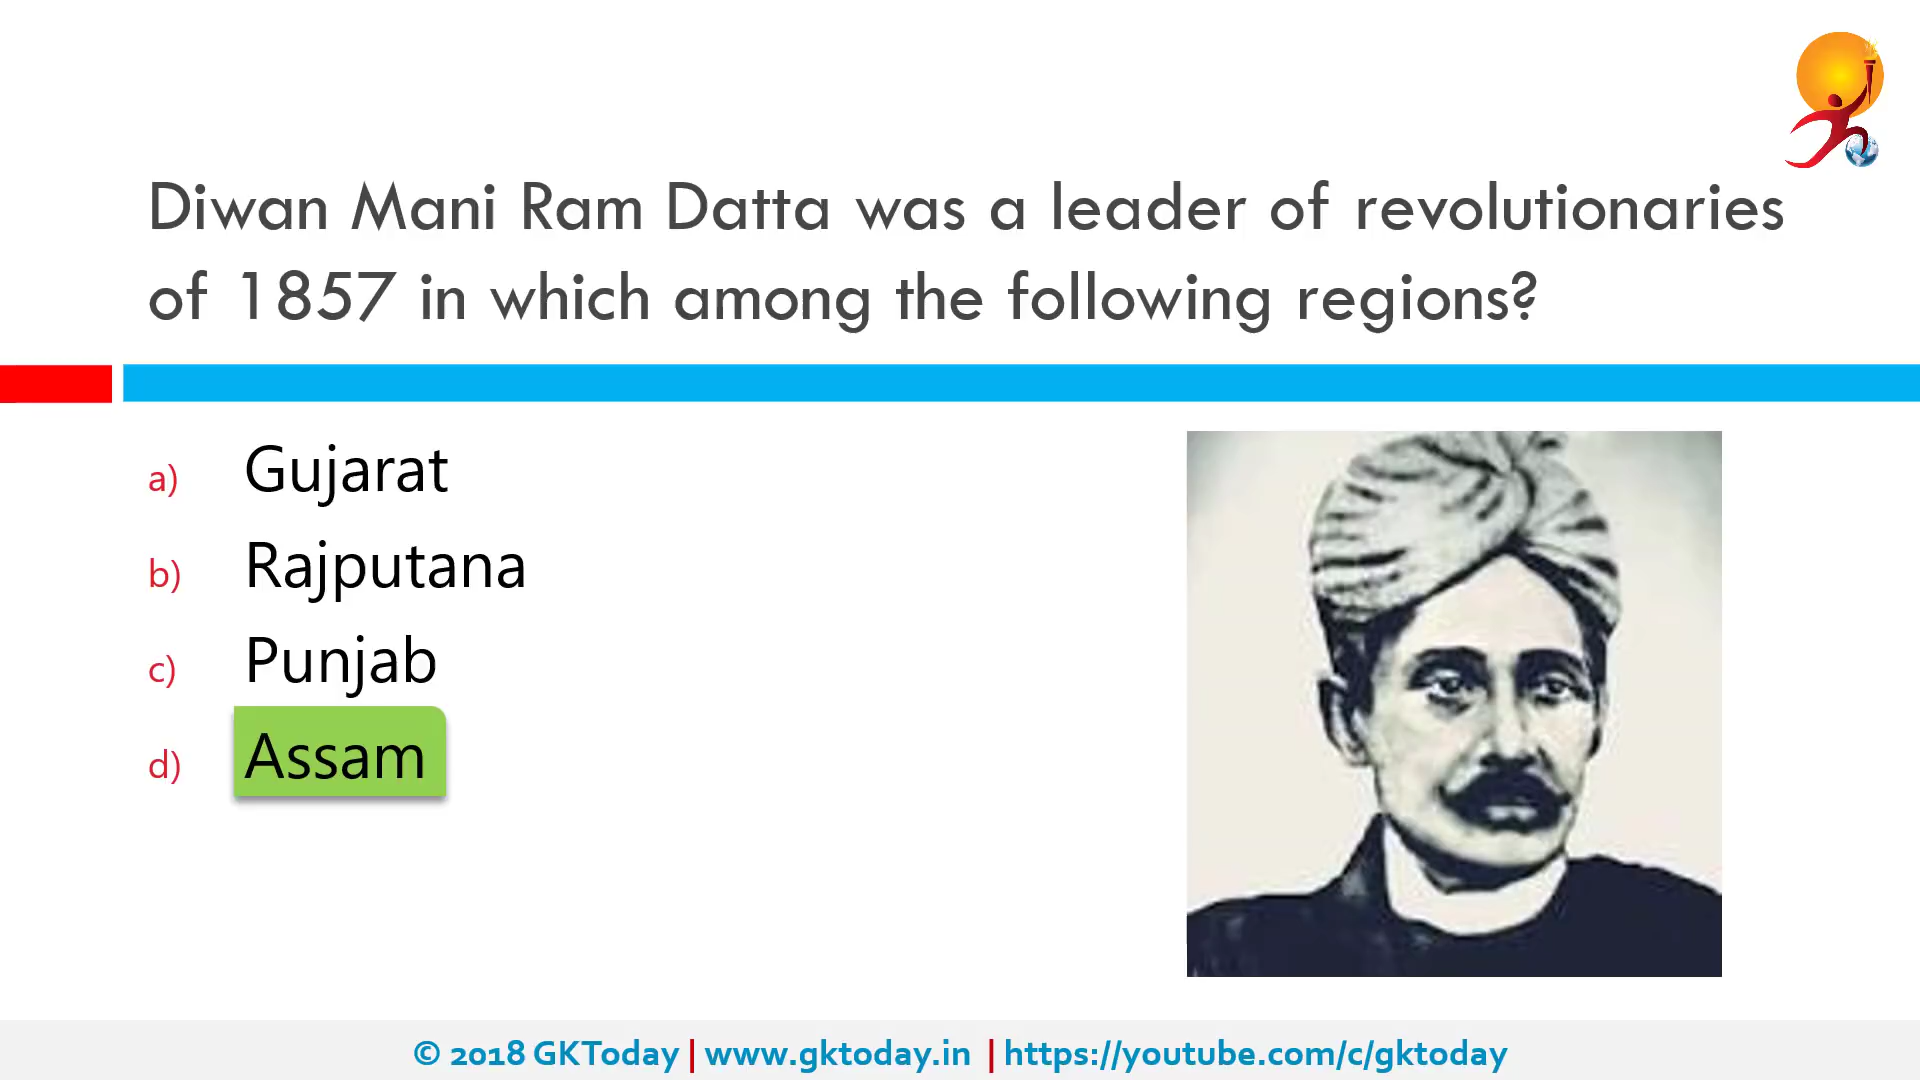 Diwan Mani Ram Datta was a leader of revolutionaries
of 1857 in which among the following regions?
a) Gujarat
b) Rajputana
c) Punjab
d) Assam
© 2018 GKToday | www.gktoday.in | https://youtube.com/c/gktoday